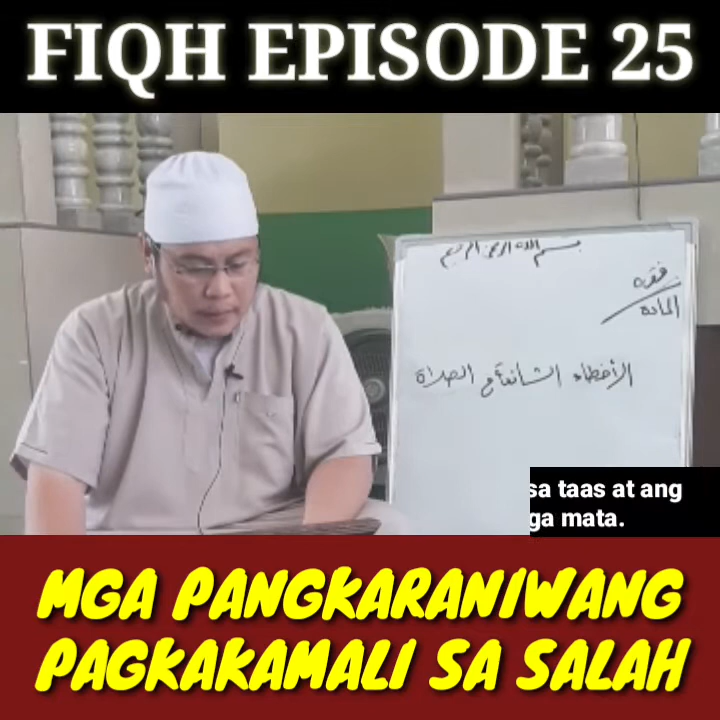 FIQH EPISODE 25
بسم الله الرحمن الرحيم
فقه
المادة
الأخطاء الشائعة في الصلاة
sa taas at ang
ga mata.
MGA PANGKARANIWANG
PAGKAKAMALI SA SALAH